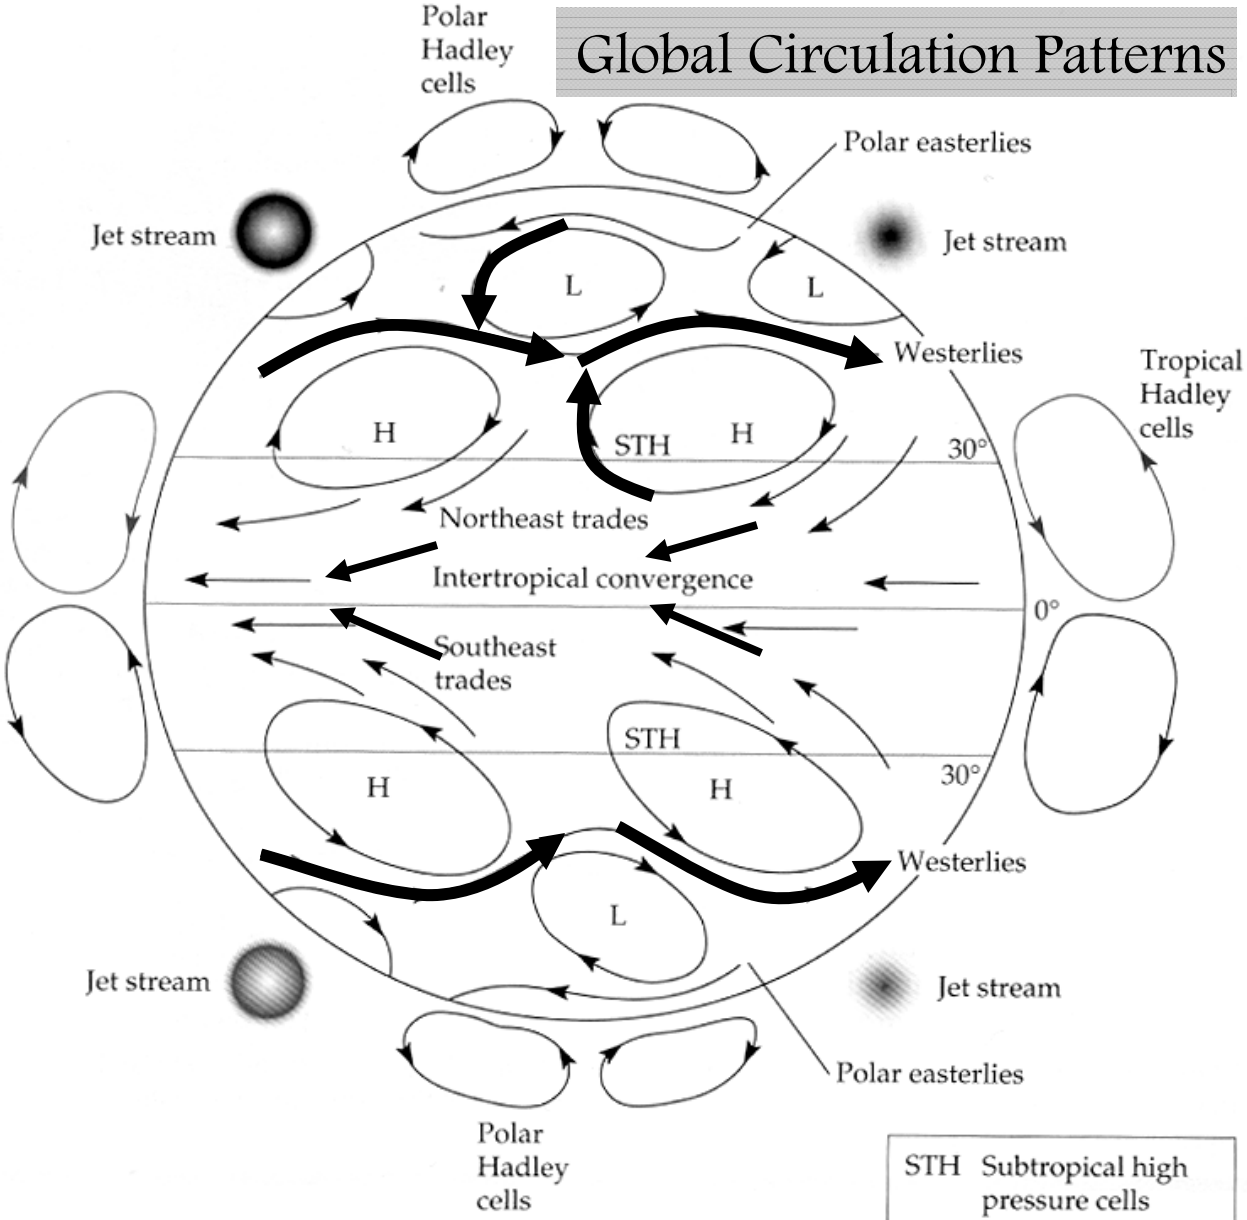 Polar
Hadley
cells
Global Circulation Patterns
Polar easterlies
Jet stream
Jet stream
L
L
Westerlies
Tropical
Hadley
cells
H
STH
H
30°
Northeast trades
Intertropical convergence
0°
Southeast
trades
STH
H
H
30°
Westerlies
L
Jet stream
Jet stream
Polar easterlies
Polar
Hadley
cells
STH Subtropical high
pressure cells